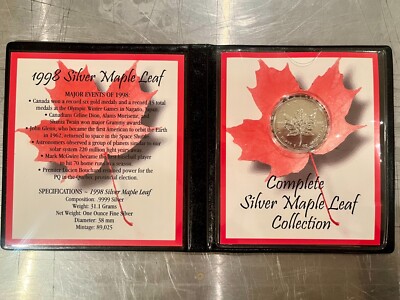 1998 Silver Maple Leaf
MAJOR EVENTS OF 1998:
• Canada won a record six gold medals and a record 15 total
medals at the Olympic Winter Games in Nagano, Japan.
• Canadians Celine Dion, Alanis Morisette, and
Shania Twain won major Grammy awards.
• John Glenn, who became the first American to orbit the Earth
in 1962 returned to space in the Space Shuttle.
• Astronomers observed a group of planets similar to our
solar system 220 million light years away.
• Mark McGwire became the first baseball player
to hit 70 home runs in a season.
• Premier Lucien Bouchard retained power for the
PQ in the Quebec provincial election.
SPECIFICATIONS ~ 1998 Silver Maple Leaf
Composition: .9999 Silver
Weight: 31.1 Grams
Net Weight: One Ounce Fine Silver
Diameter: 38 mm
Mintage: 89,025
Complete
Silver Maple Leaf
Collection